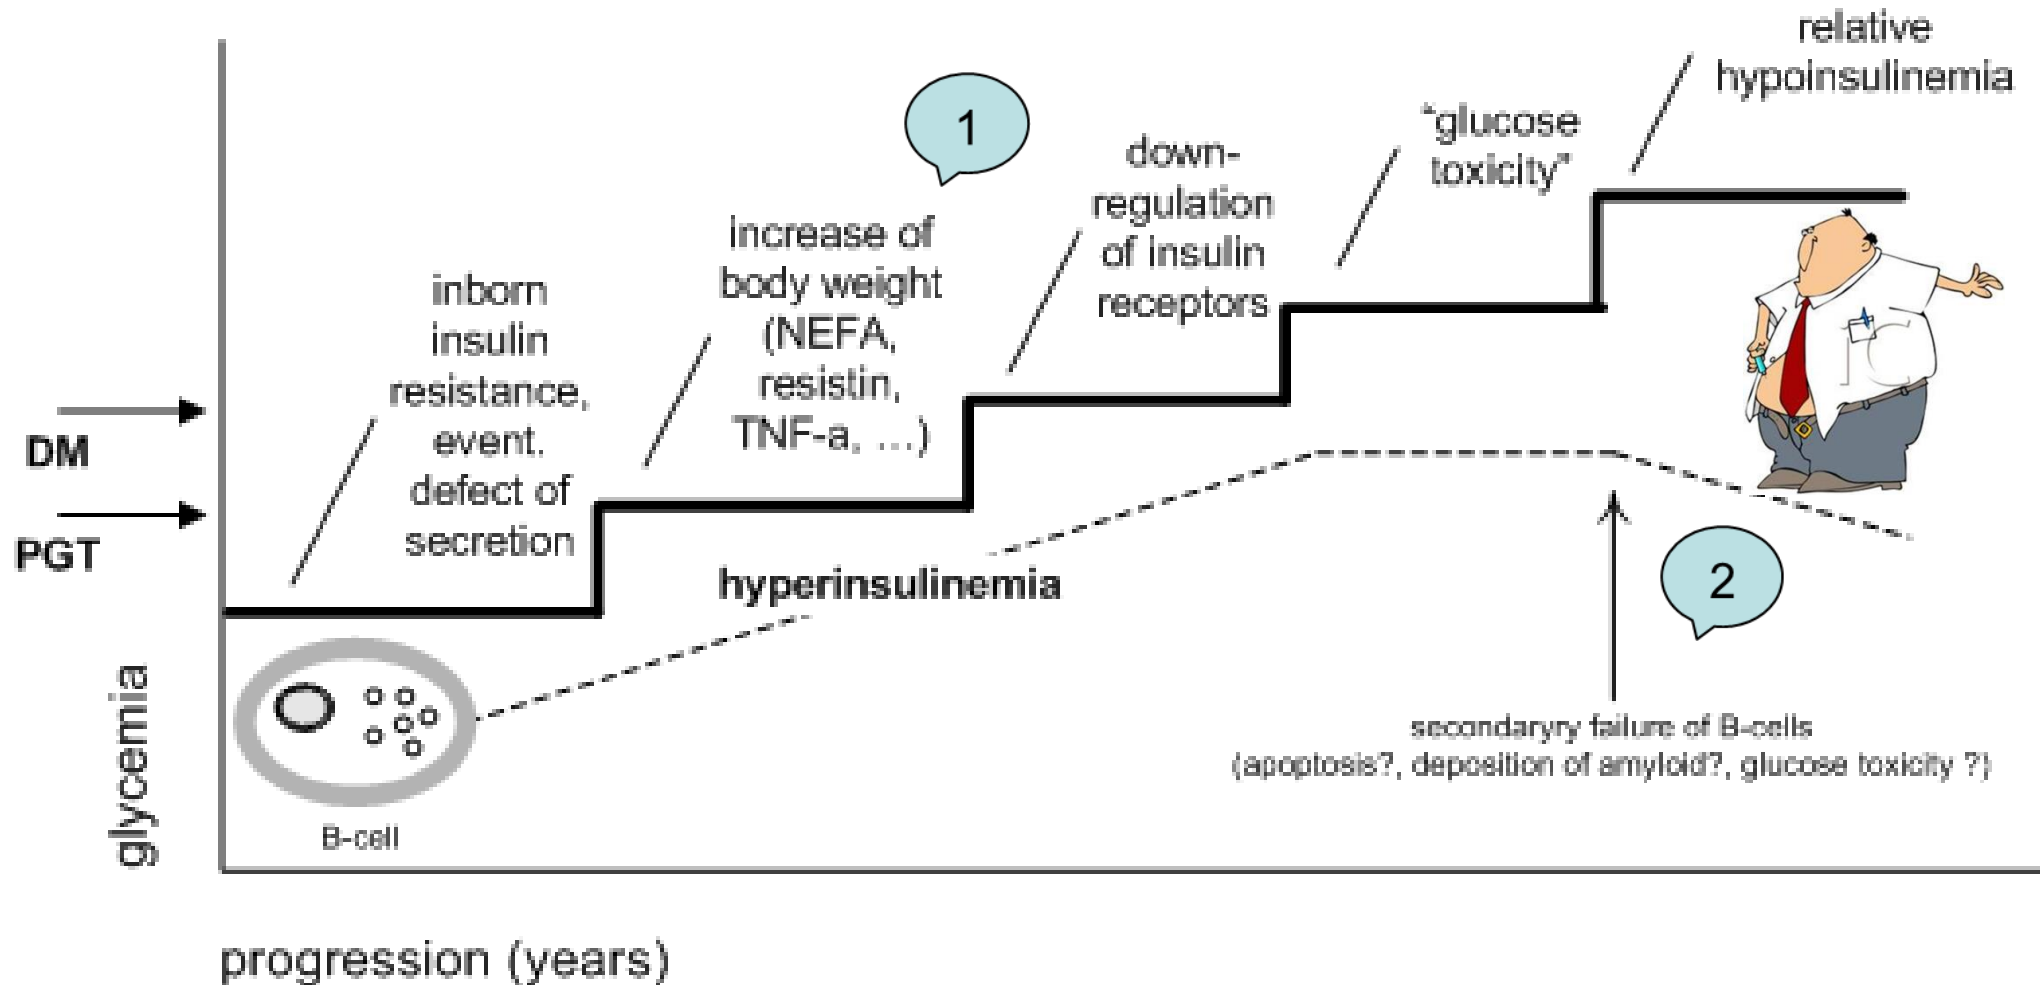 relative
hypoinsulinemia
1
"glucose
toxicity"
down-
regulation
of insulin
receptors
increase of
body weight
(NEFA,
resistin,
TNF-a, ...)
inborn
insulin
resistance,
event.
defect of
secretion
DM
PGT
hyperinsulinemia
2
glycemia
B-cell
secondaryry failure of B-cells
(apoptosis?, deposition of amyloid?, glucose toxicity ?)
progression (years)